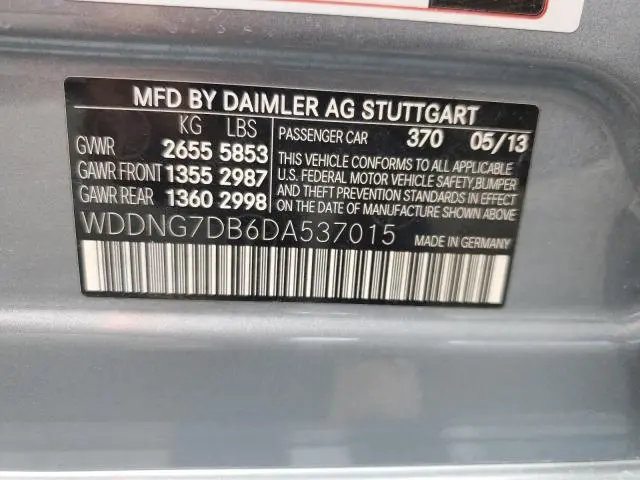 MFD BY DAIMLER AG STUTTGART
KG LBS
GVWR 2655 5853
GAWR FRONT 1355 2987
GAWR REAR 1360 2998
PASSENGER CAR 370 05/13
THIS VEHICLE CONFORMS TO ALL APPLICABLE
U.S. FEDERAL MOTOR VEHICLE SAFETY, BUMPER
AND THEFT PREVENTION STANDARDS IN EFFECT
ON THE DATE OF MANUFACTURE SHOWN ABOVE.
WDDNG7DB6DA537015 MADE IN GERMANY